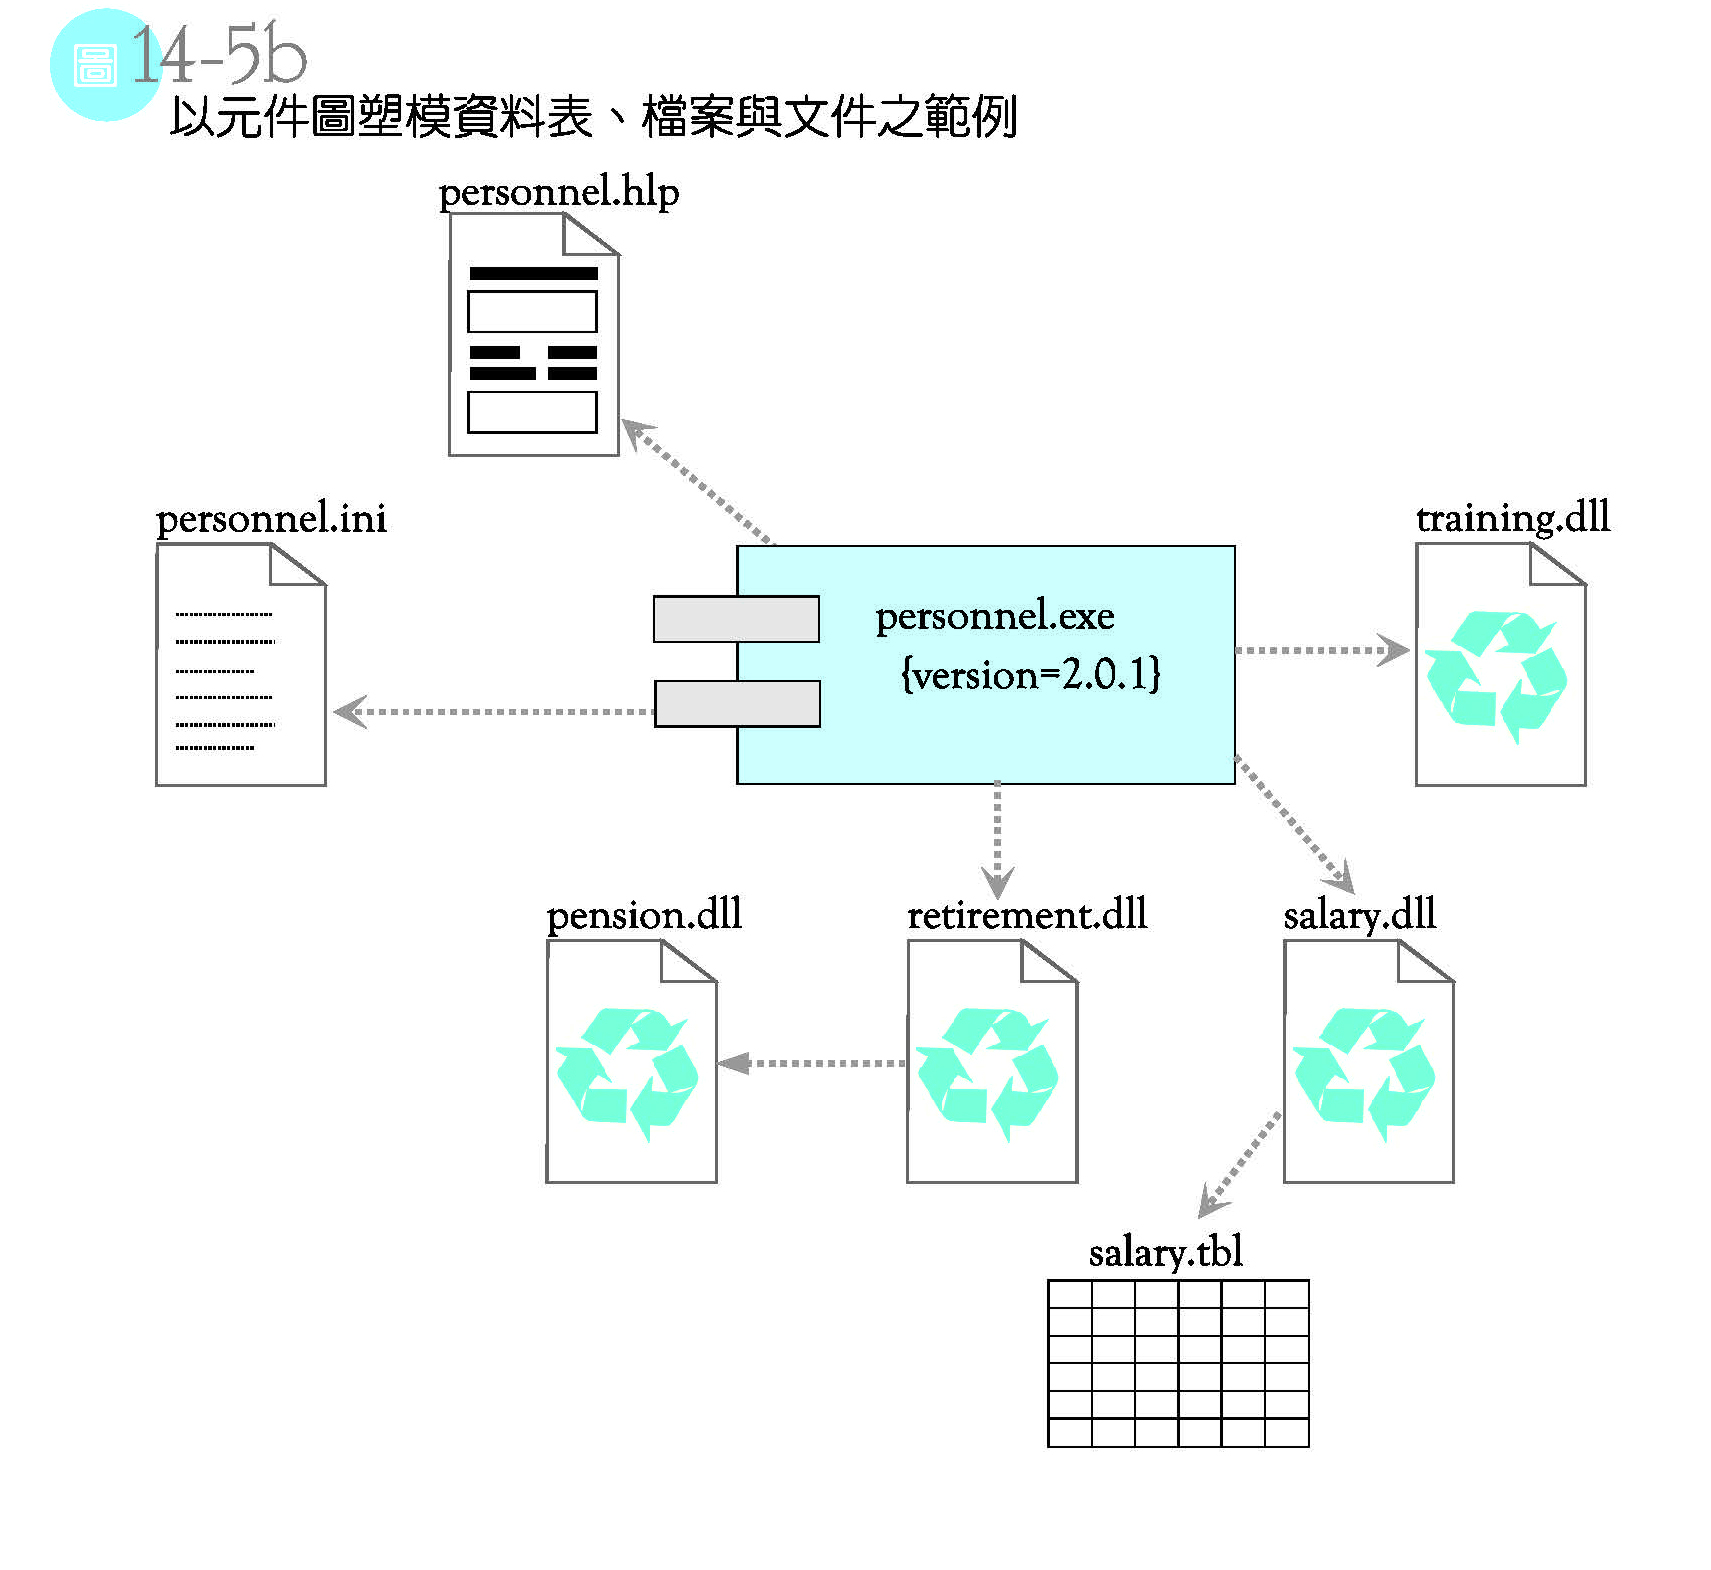 圖 14-5b
以元件圖塑模資料表、檔案與文件之範例
personnel.hlp
personnel.ini
training.dll
personnel.exe
{version=2.0.1}
pension.dll
retirement.dll
salary.dll
salary.tbl